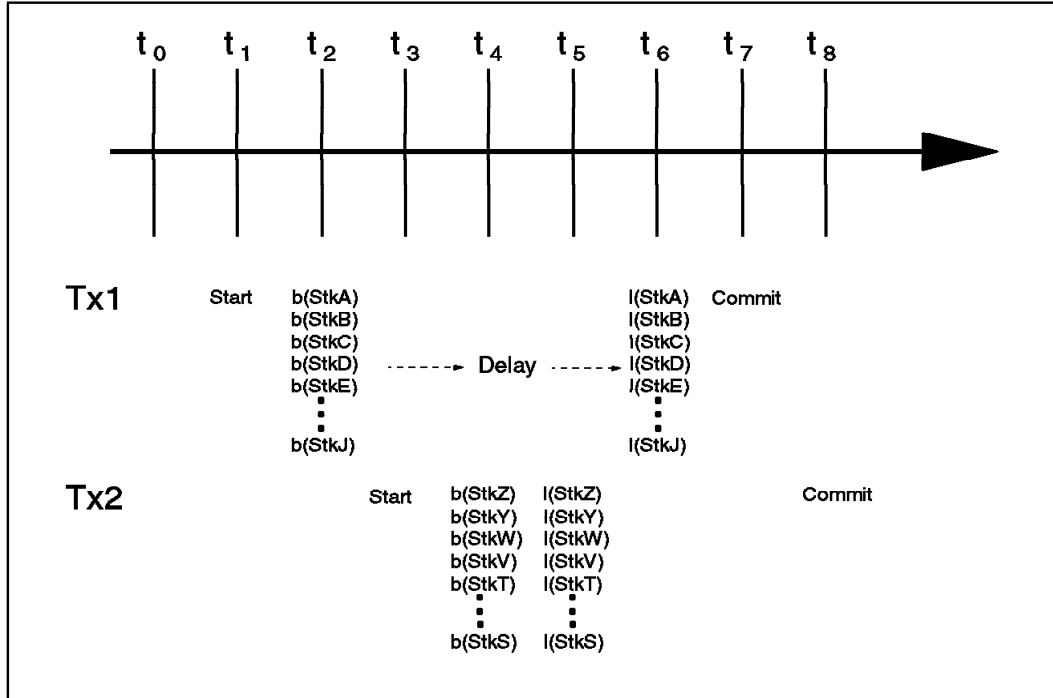 t0 t1 t2 t3 t4 t5 t6 t7 t8
Tx1 Start b(StkA) l(StkA) Commit
b(StkB) l(StkB)
b(StkC) l(StkC)
b(StkD) Delay l(StkD)
b(StkE) l(StkE)
b(StkJ) l(StkJ)
Tx2 Start b(StkZ) l(StkZ) Commit
b(StkY) l(StkY)
b(StkW) l(StkW)
b(StkV) l(StkV)
b(StkT) l(StkT)
b(StkS) l(StkS)